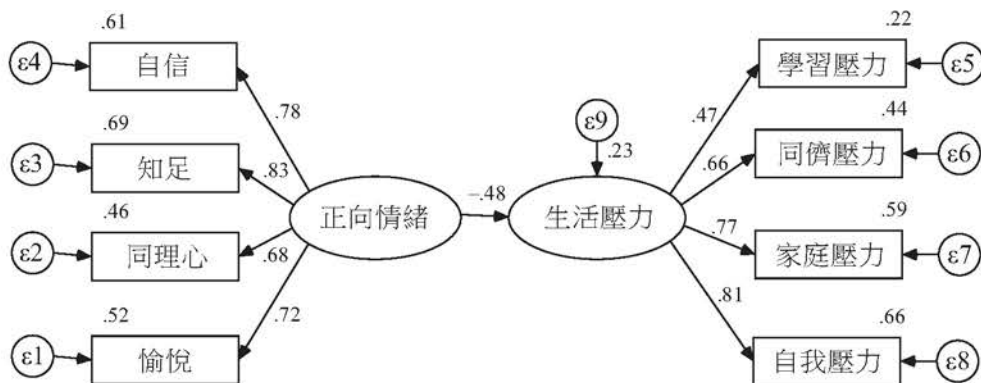 .61
ε4
自信
.78
.69
ε3
知足
.83
.46
ε2
同理心
.68
.52
ε1
愉悅
.72
正向情緒
–.48
ε9
.23
生活壓力
.22
學習壓力
ε5
.47
.44
同儕壓力
ε6
.66
.59
家庭壓力
ε7
.77
.66
自我壓力
ε8
.81